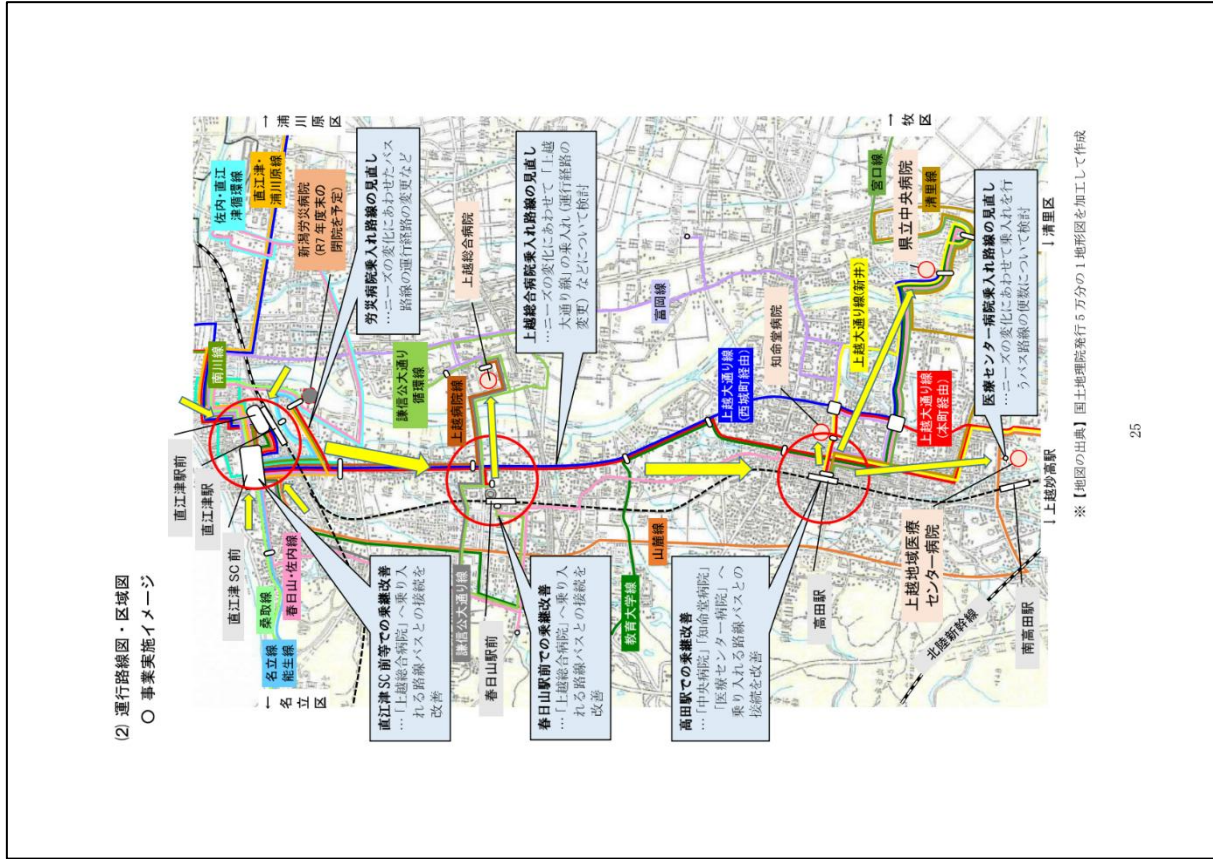 (2) 運行路線図・区域図
○ 事業実施イメージ
直江津駅前
直江津駅
直江津 SC 前
桑取線
春日山・佐内線
名立線
能生線
← 名立区
南川線
佐内・直江
津循環線
直江津・
浦川原線
→ 浦川原区
新潟労災病院
(R7 年度末の
閉院を予定)
労災病院乗入れ路線の見直し
…ニーズの変化にあわせたバス
路線の運行経路の変更など
直江津 SC 前等での乗継改善
…「上越総合病院」へ乗り入
れる路線バスとの接続を
改善
謙信公大通り
循環線
上越病院線
上越総合病院
謙信公大通り線
春日山駅前
上越総合病院乗入れ路線の見直し
…ニーズの変化にあわせて「上越
大通り線」の乗入れ(運行経路の
変更)などについて検討
春日山駅前での乗継改善
…「上越総合病院」へ乗り入
れる路線バスとの接続を
改善
富岡線
教育大学線
山麓線
上越大通り線
(西城町経由)
知命堂病院
上越大通り線(新井)
高田駅での乗継改善
…「中央病院」「知命堂病院」
「医療センター病院」へ
乗り入れる路線バスとの
接続を改善
高田駅
宮口線
→ 牧区
県立中央病院
清里線
上越大通り線
(本町経由)
医療センター病院乗入れ路線の見直し
…ニーズの変化にあわせて乗入れを行
うバス路線の便数について検討
上越地域医療
センター病院
北陸新幹線
南高田駅
↓上越妙高駅
↓清里区
※【地図の出典】国土地理院発行 5 万分の 1 地形図を加工して作成
25